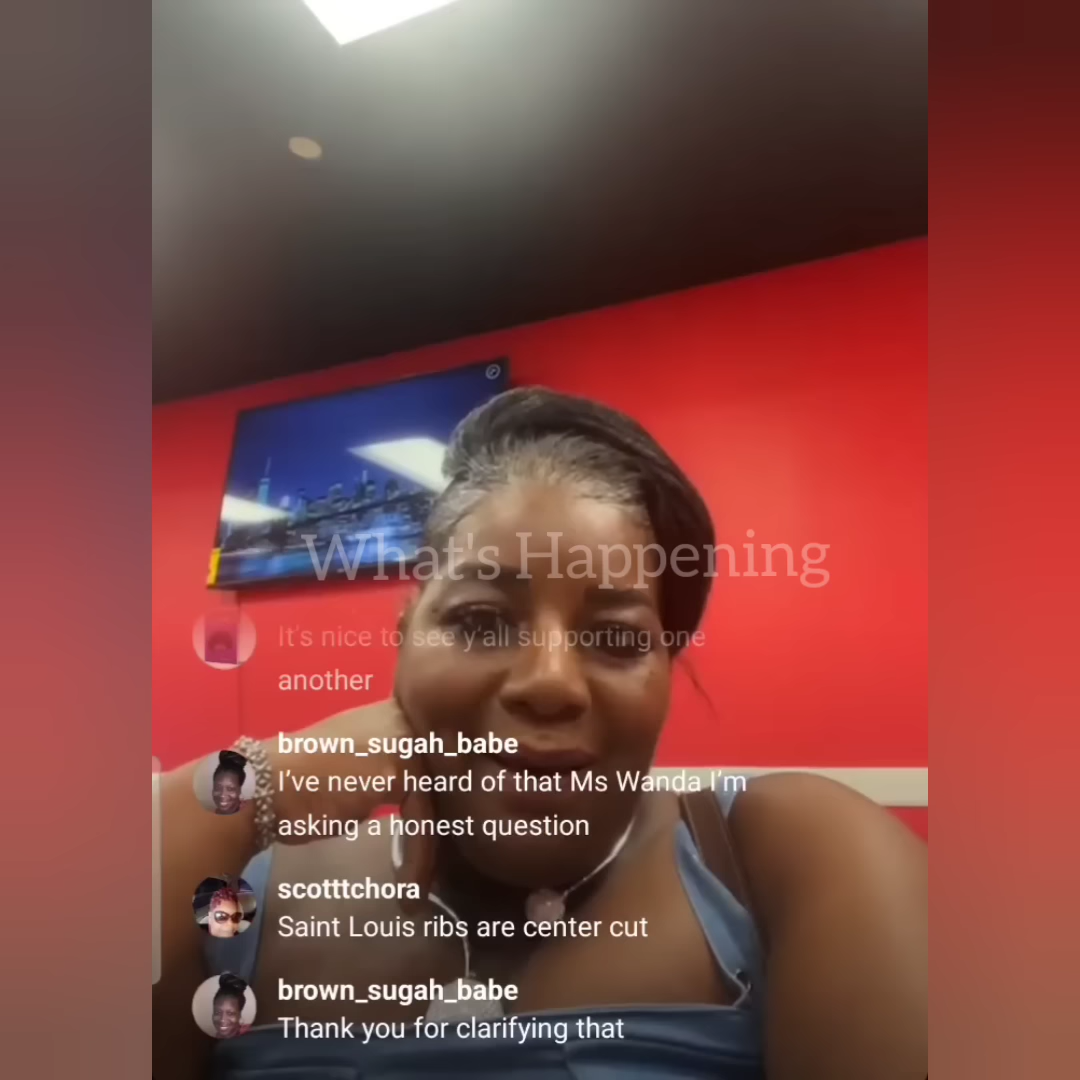 What's Happening
It's nice to see y'all supporting one
another
brown_sugah_babe
I've never heard of that Ms Wanda I'm
asking a honest question
scotttchora
Saint Louis ribs are center cut
brown_sugah_babe
Thank you for clarifying that